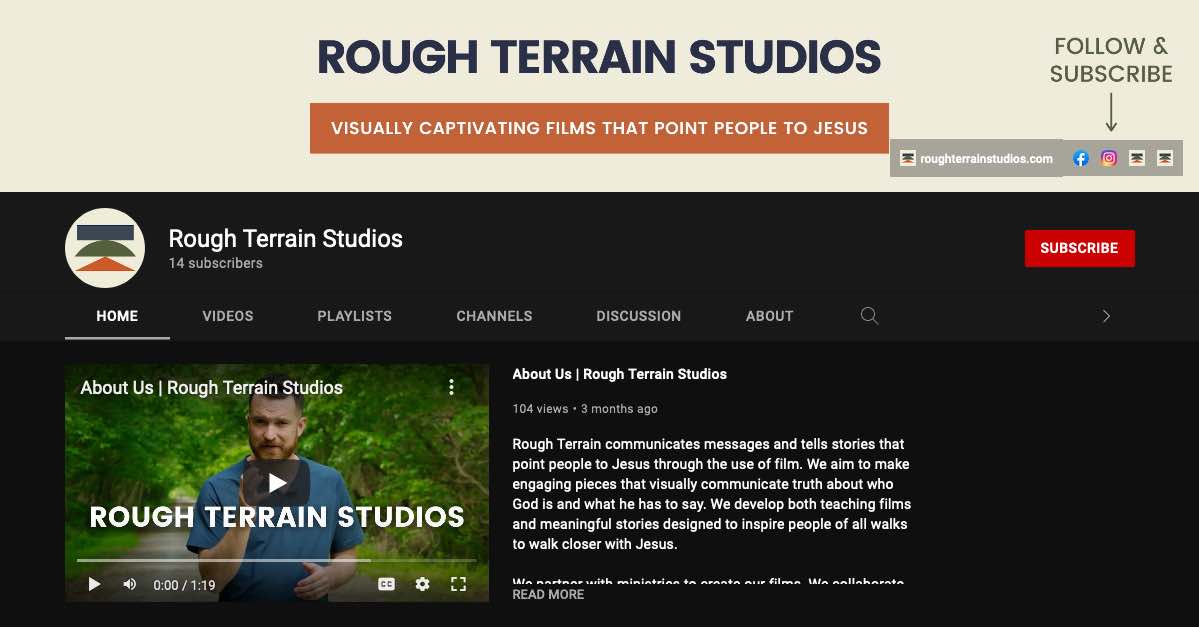 ROUGH TERRAIN STUDIOS
FOLLOW &
SUBSCRIBE
VISUALLY CAPTIVATING FILMS THAT POINT PEOPLE TO JESUS
roughterrainstudios.com
Rough Terrain Studios
14 subscribers
SUBSCRIBE
HOME VIDEOS PLAYLISTS CHANNELS DISCUSSION ABOUT
About Us | Rough Terrain Studios
ROUGH TERRAIN STUDIOS
0:00 / 1:19
CC
About Us | Rough Terrain Studios
104 views • 3 months ago
Rough Terrain communicates messages and tells stories that
point people to Jesus through the use of film. We aim to make
engaging pieces that visually communicate truth about who
God is and what he has to say. We develop both teaching films
and meaningful stories designed to inspire people of all walks
to walk closer with Jesus.
We partner with ministries to create our films. We collaborate
READ MORE